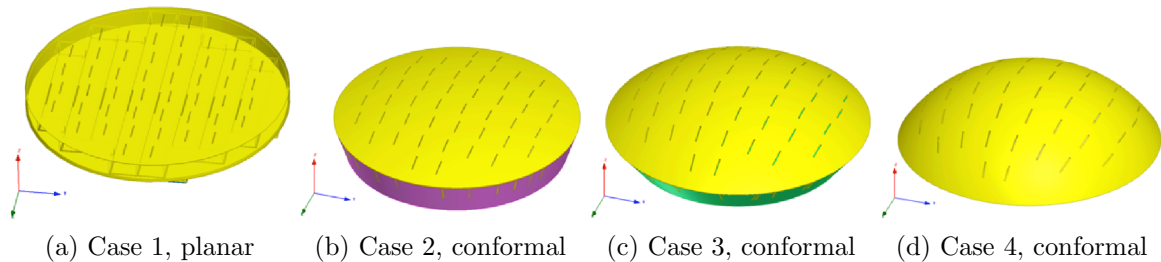 (a) Case 1, planar
(b) Case 2, conformal
(c) Case 3, conformal
(d) Case 4, conformal